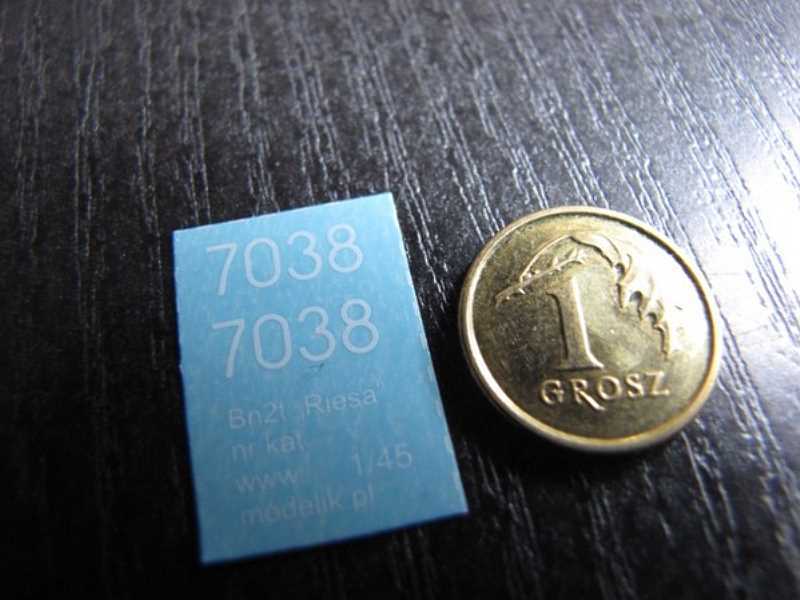 7038
7038
Bn2t „Riesa”
nr kat.
www 1/45
modelik.pl
1
GROSZ